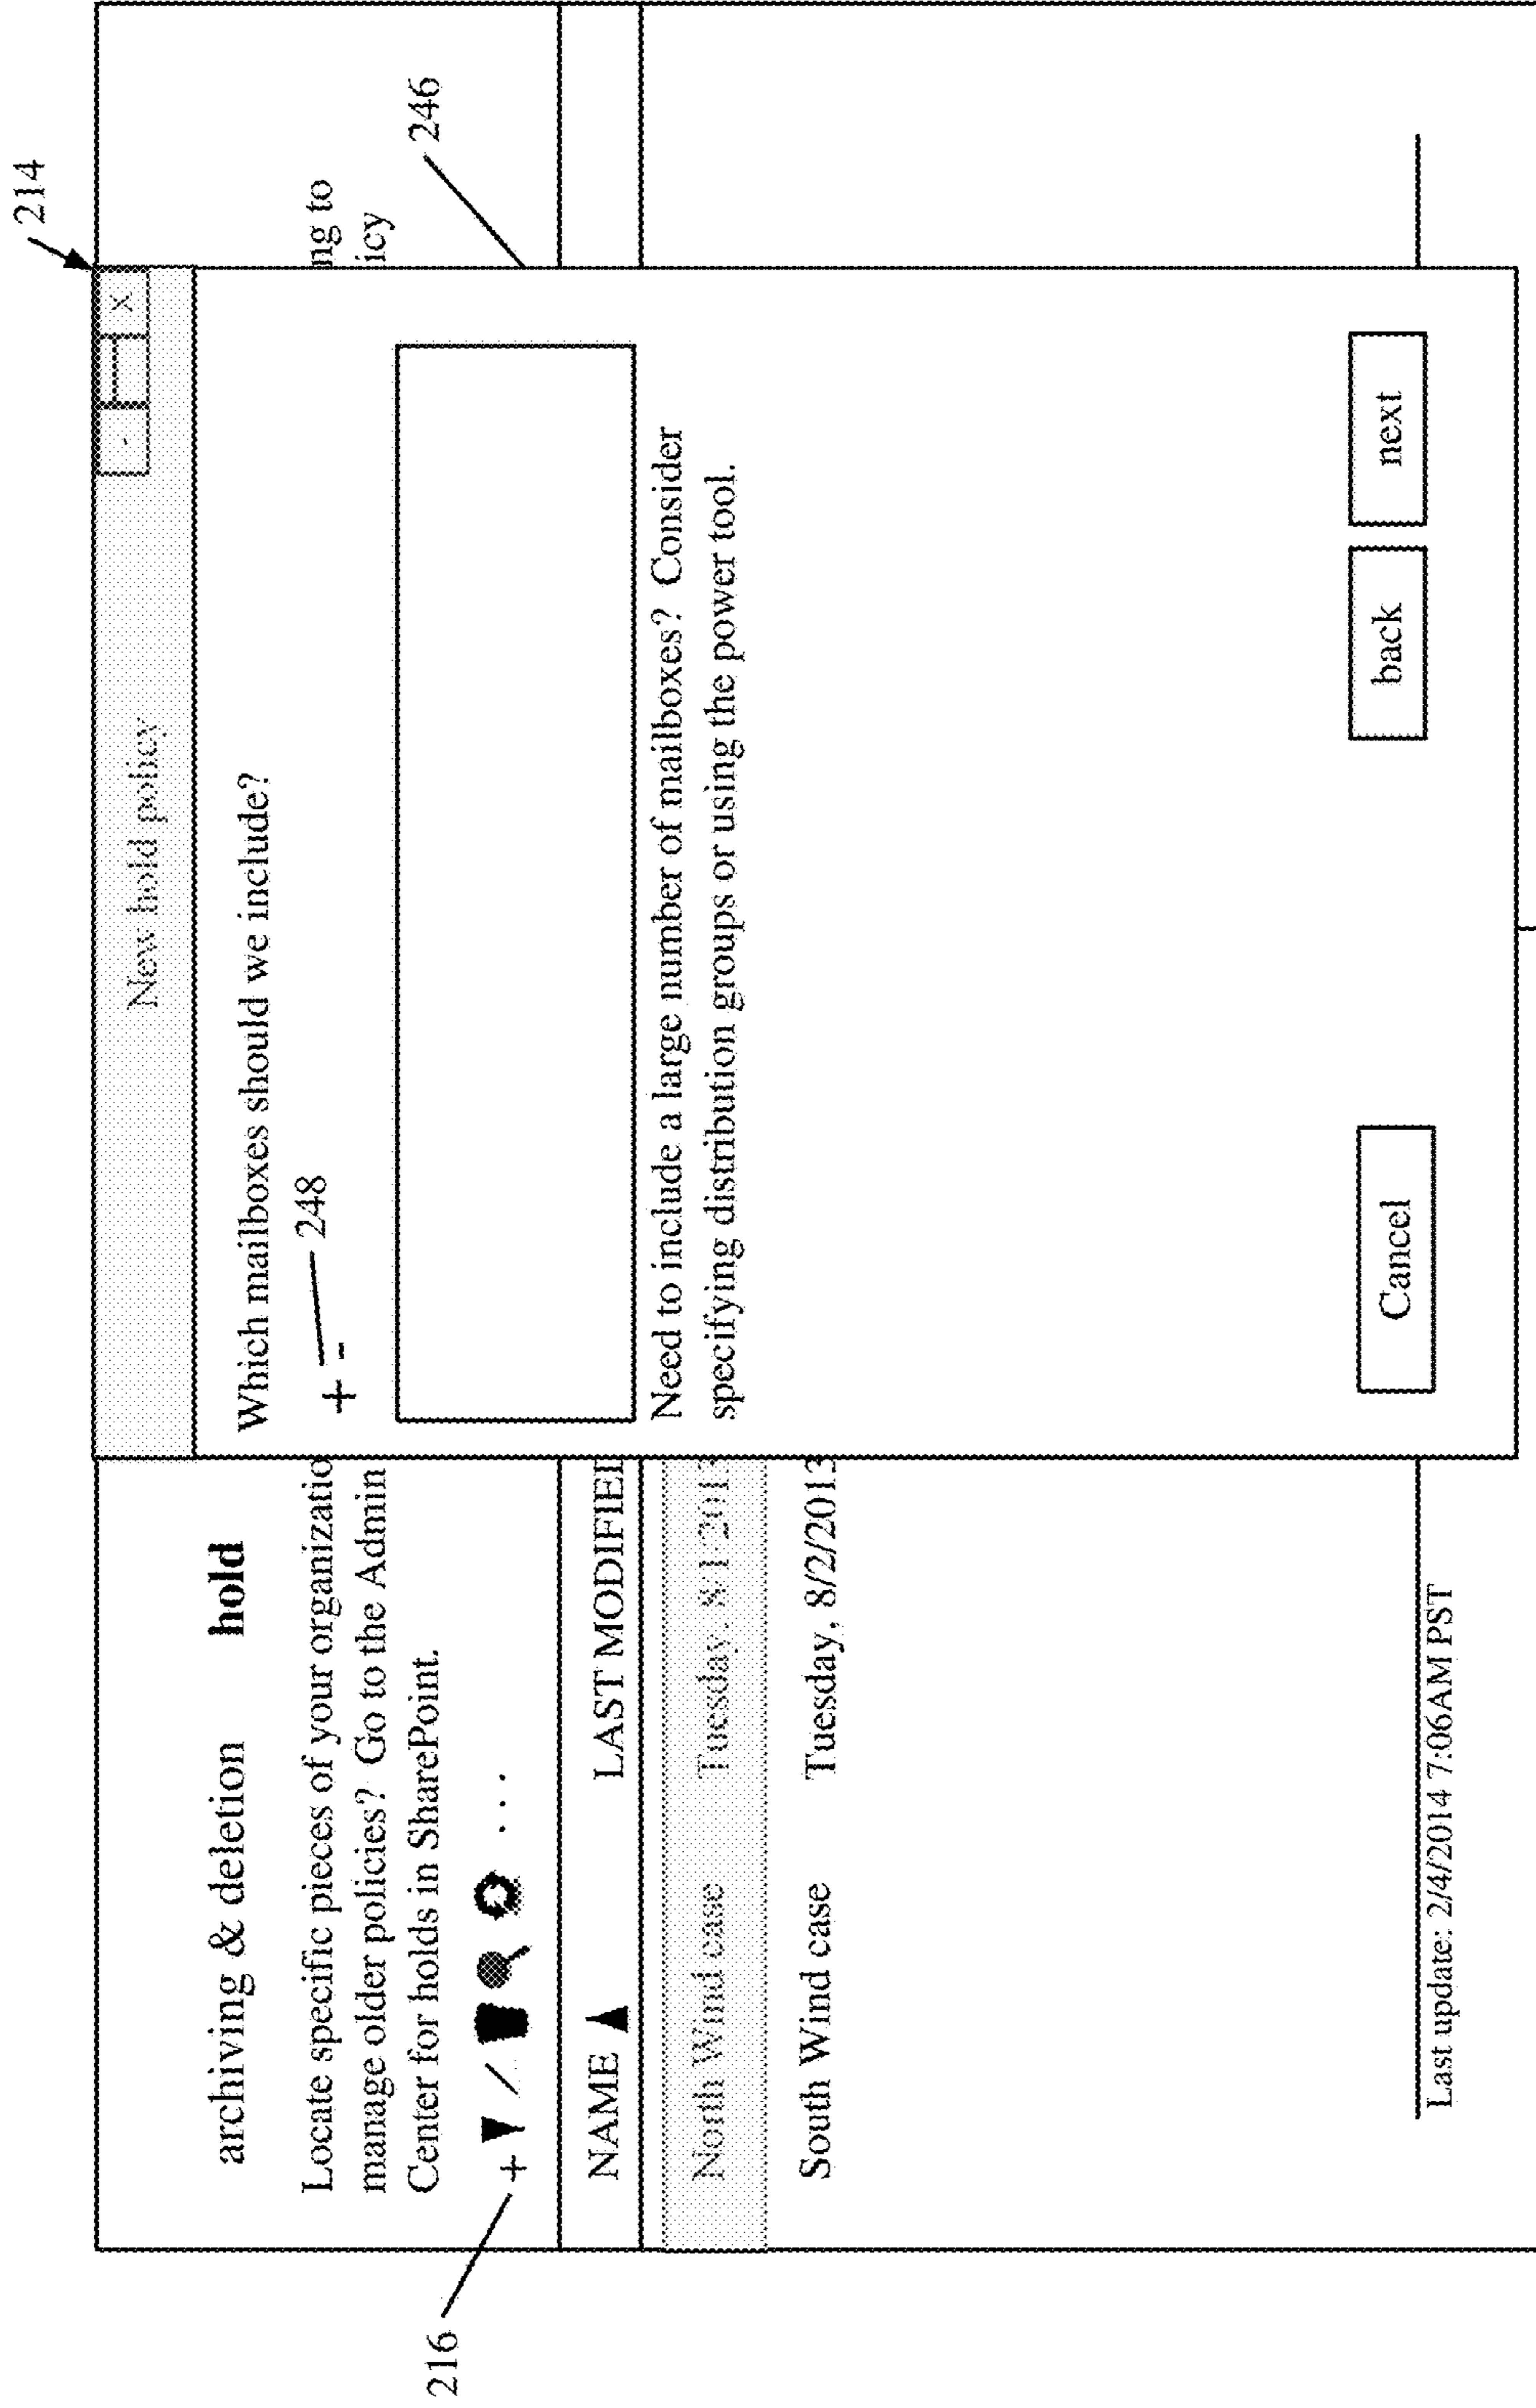 214
archiving & deletion hold
Locate specific pieces of your organizatio
manage older policies? Go to the Admin
Center for holds in SharePoint.
ng to
icy
216
+ ...
NAME LAST MODIFIED
North Wind case Tuesday, 8/1/2013
South Wind case Tuesday, 8/2/2013
Last update: 2/4/2014 7:06AM PST
New hold policy
- X
Which mailboxes should we include?
+ - 248
246
Need to include a large number of mailboxes? Consider
specifying distribution groups or using the power tool.
Cancel back next